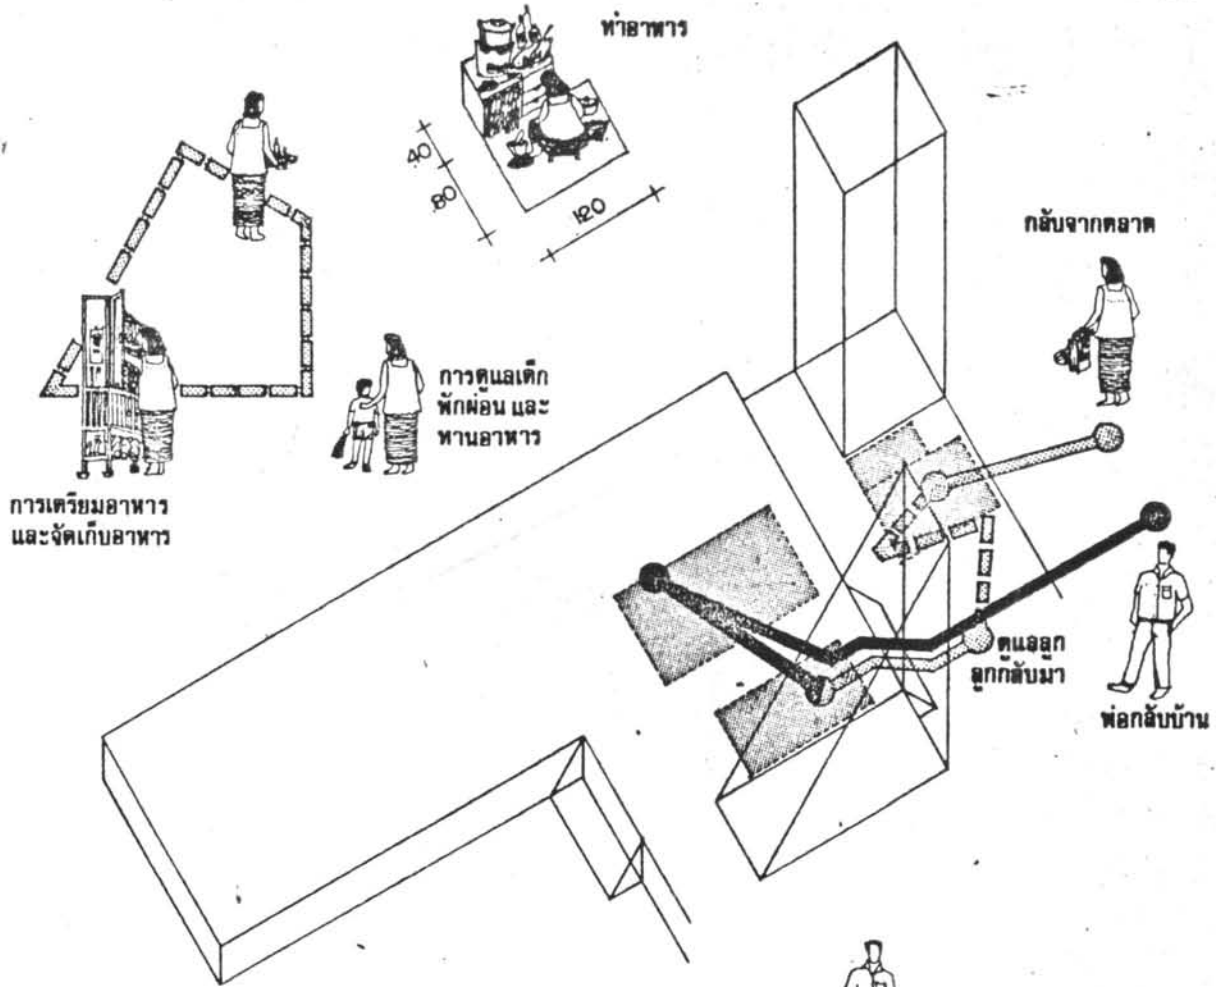 ทำอาหาร
.40
.80
1.20
กลับจากตลาด
การดูแลเด็ก
พักผ่อน และ
ทานอาหาร
การเตรียมอาหาร
และจัดเก็บอาหาร
ดูแลลูก
ลูกกลับมา
พ่อกลับบ้าน